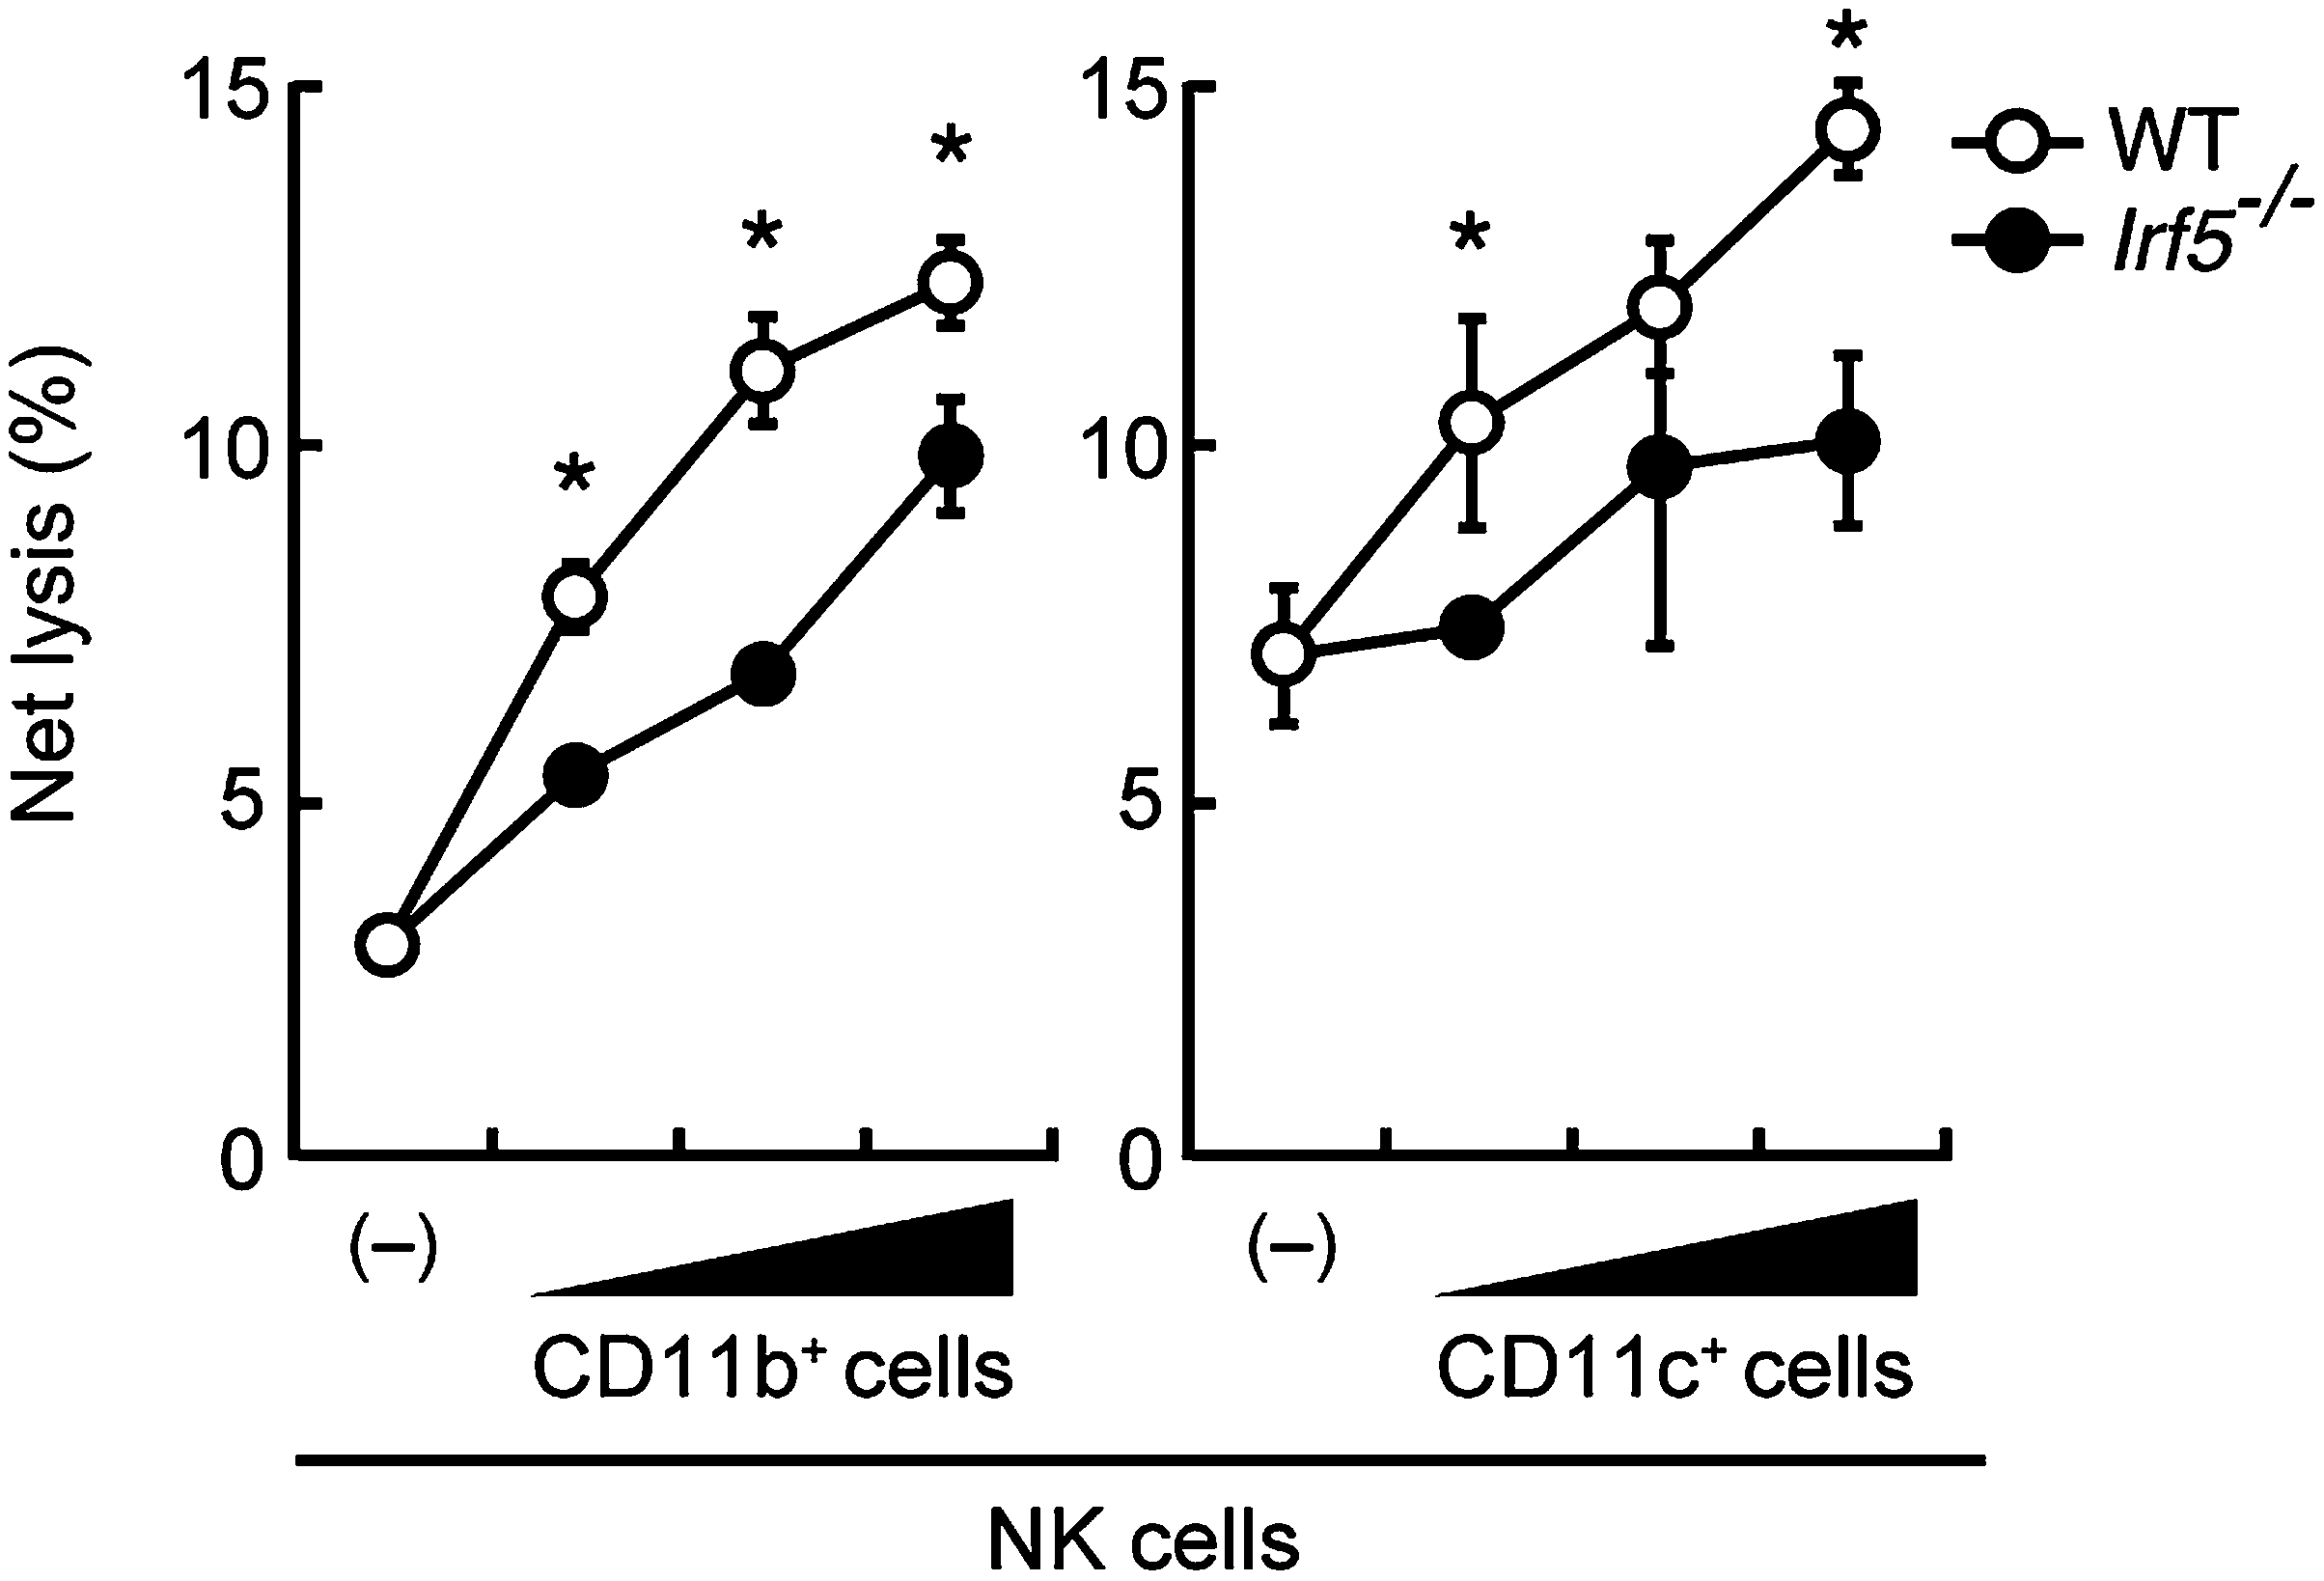 Net lysis (%)
15
10
5
0
*
*
*
(–)
CD11b⁺ cells
15
10
5
0
*
*
(–)
CD11c⁺ cells
WT
Irf5⁻/⁻
NK cells